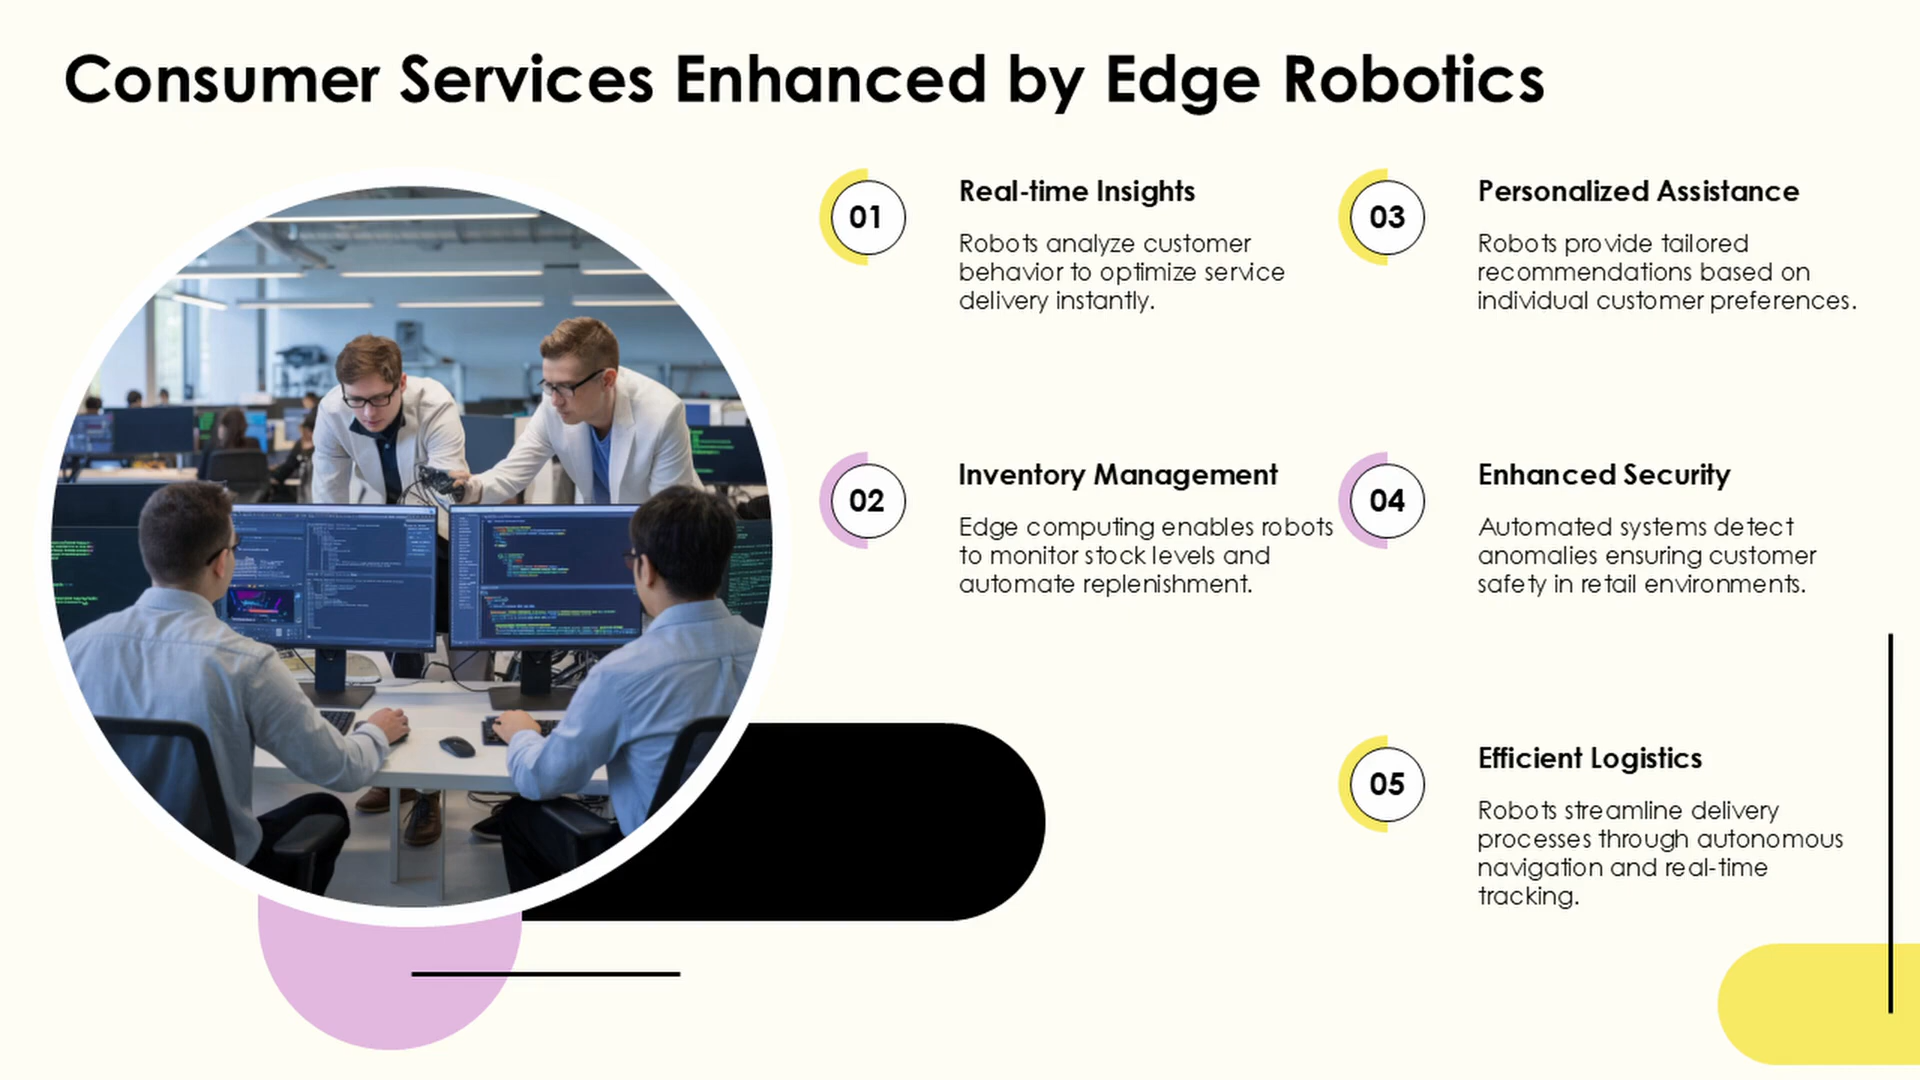 Consumer Services Enhanced by Edge Robotics
01
Real-time Insights
Robots analyze customer
behavior to optimize service
delivery instantly.
02
Inventory Management
Edge computing enables robots
to monitor stock levels and
automate replenishment.
03
Personalized Assistance
Robots provide tailored
recommendations based on
individual customer preferences.
04
Enhanced Security
Automated systems detect
anomalies ensuring customer
safety in retail environments.
05
Efficient Logistics
Robots streamline delivery
processes through autonomous
navigation and real-time
tracking.